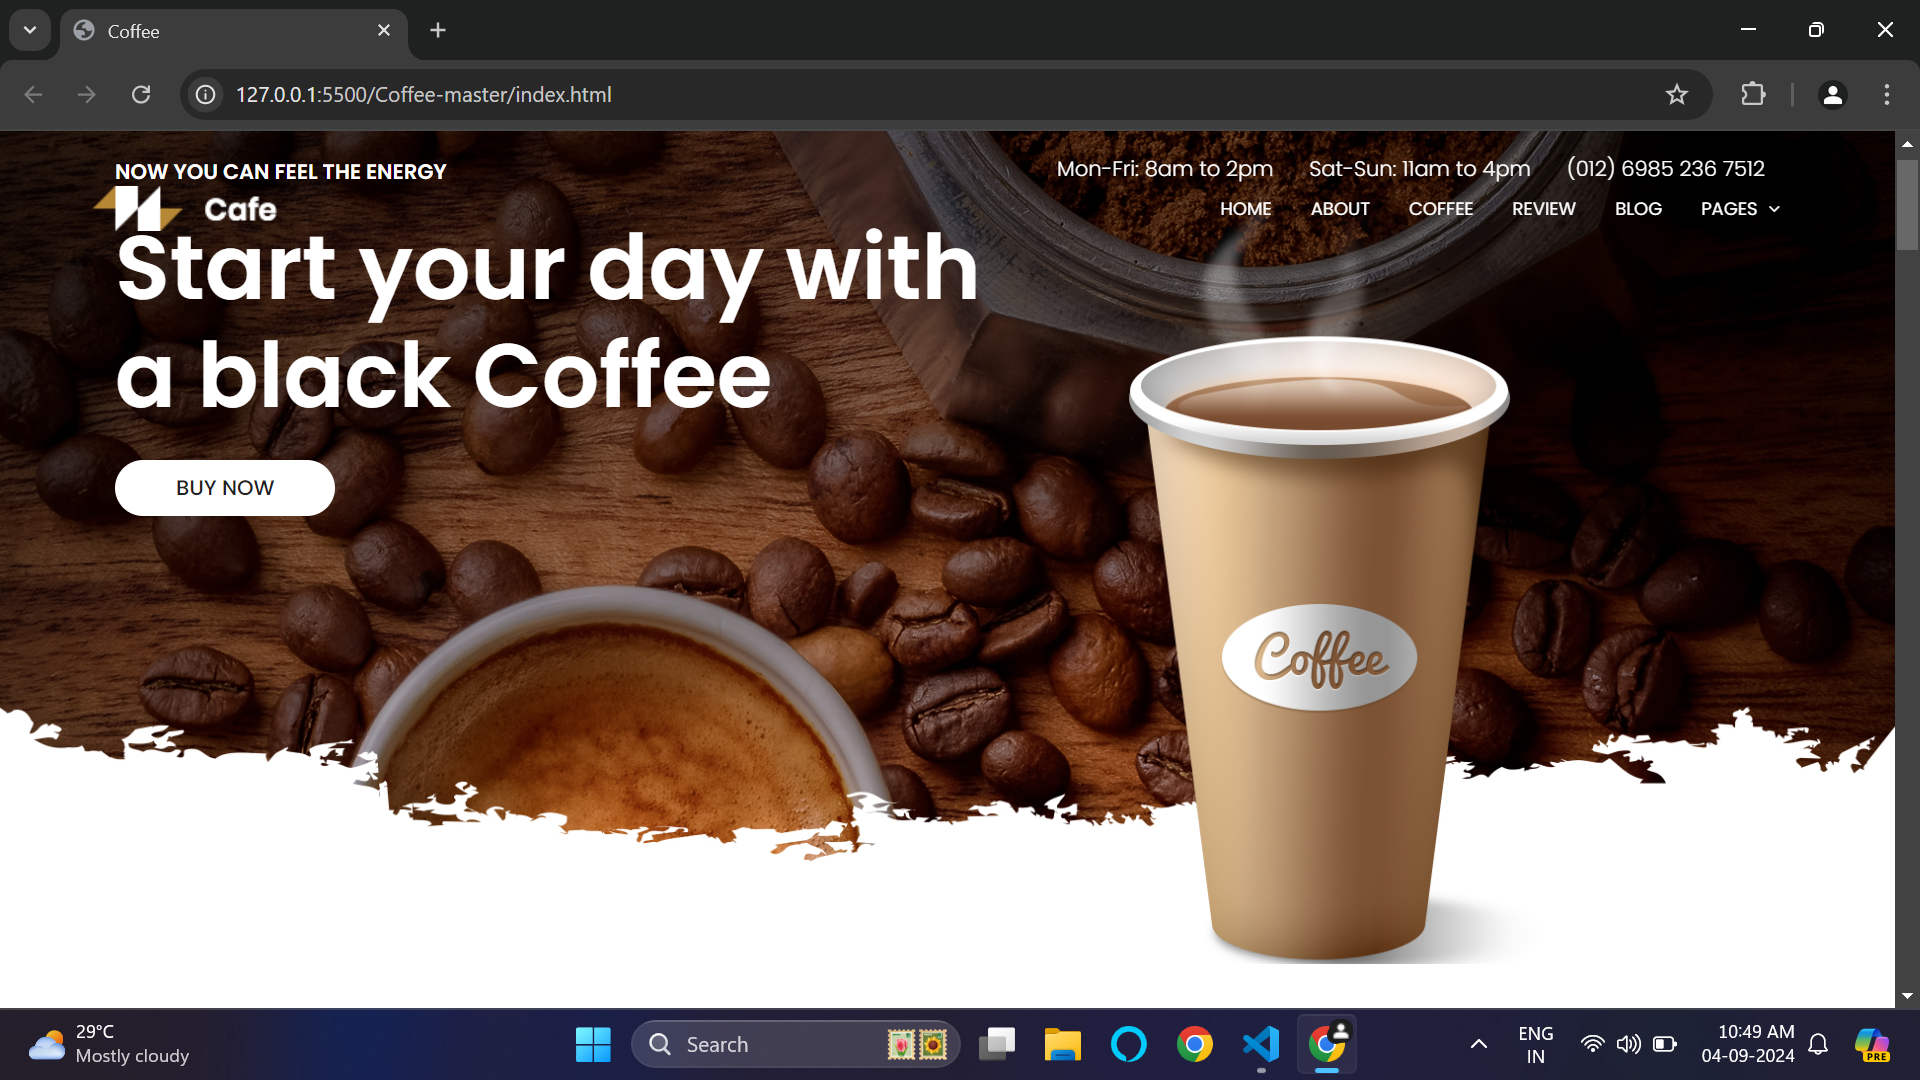 Coffee
127.0.0.1:5500/Coffee-master/index.html
NOW YOU CAN FEEL THE ENERGY
Mon-Fri: 8am to 2pm Sat-Sun: 11am to 4pm (012) 6985 236 7512
Cafe
HOME ABOUT COFFEE REVIEW BLOG PAGES
Start your day with
a black Coffee
BUY NOW
Coffee
29°C
Mostly cloudy
Search
ENG
IN
10:49 AM
04-09-2024
PRE